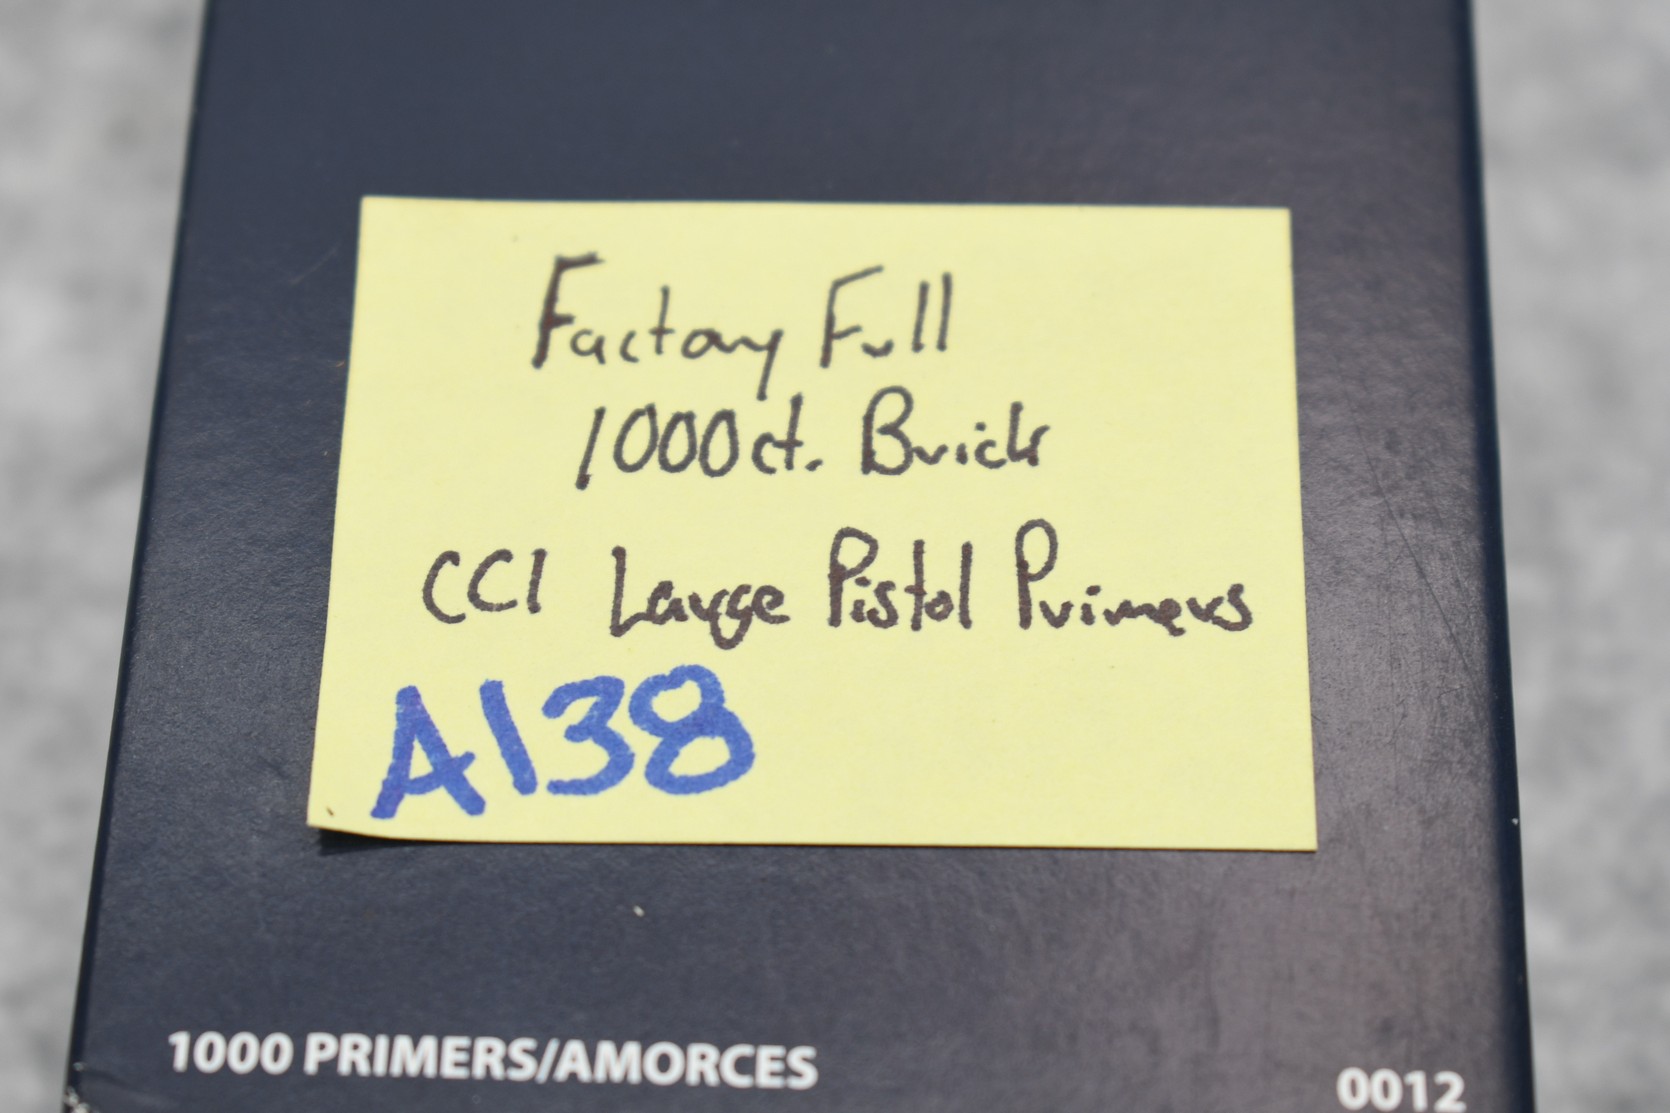 Factory Full
1000ct. Brick
CCI Large Pistol Primers
A138
1000 PRIMERS/AMORCES
0012